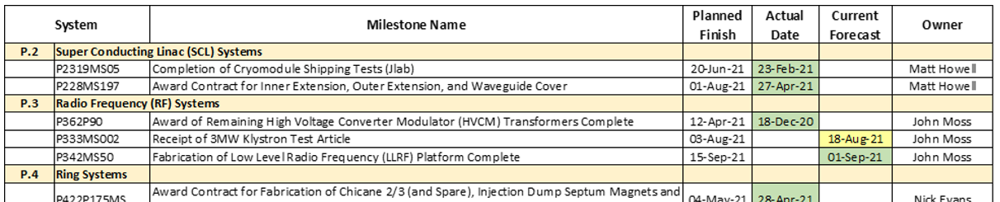 System Milestone Name Planned Finish Actual Date Current Forecast Owner
P.2 Super Conducting Linac (SCL) Systems
P2319MS05 Completion of Cryomodule Shipping Tests (Jlab) 20-Jun-21 23-Feb-21 Matt Howell
P228MS197 Award Contract for Inner Extension, Outer Extension, and Waveguide Cover 01-Aug-21 27-Apr-21 Matt Howell
P.3 Radio Frequency (RF) Systems
P362P90 Award of Remaining High Voltage Converter Modulator (HVCM) Transformers Complete 12-Apr-21 18-Dec-20 John Moss
P333MS002 Receipt of 3MW Klystron Test Article 03-Aug-21 18-Aug-21 John Moss
P342MS50 Fabrication of Low Level Radio Frequency (LLRF) Platform Complete 15-Sep-21 01-Sep-21 John Moss
P.4 Ring Systems
Award Contract for Fabrication of Chicane 2/3 (and Spare), Injection Dump Septum Magnets and
P422P175MS 04-May-21 28-Apr-21 Nick Evans